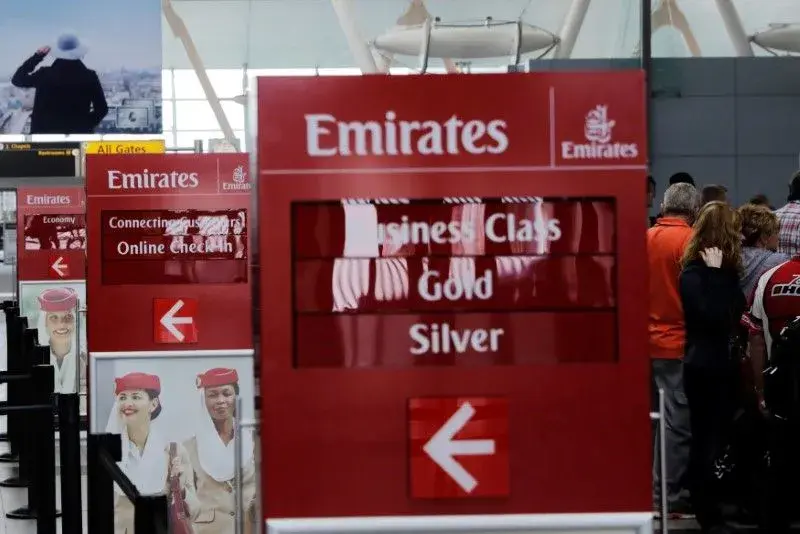 Emirates
Emirates
Business Class
Gold
Silver
Emirates
Emirates
Connecting Customers
Online Check In
Emirates
Economy
All Gates